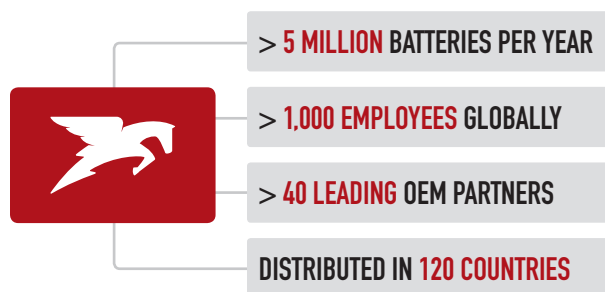 > 5 MILLION BATTERIES PER YEAR
> 1,000 EMPLOYEES GLOBALLY
> 40 LEADING OEM PARTNERS
DISTRIBUTED IN 120 COUNTRIES